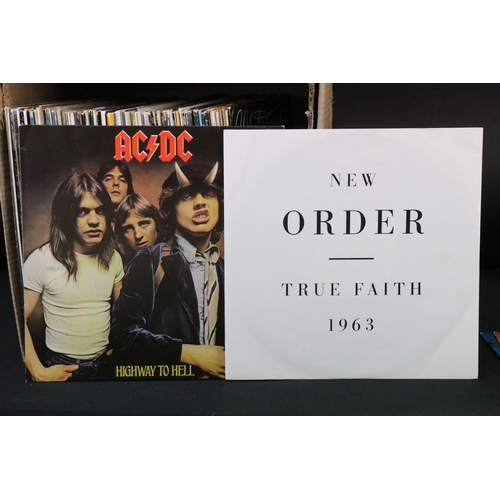 AC/DC
HIGHWAY TO HELL
NEW
ORDER
TRUE FAITH
1963